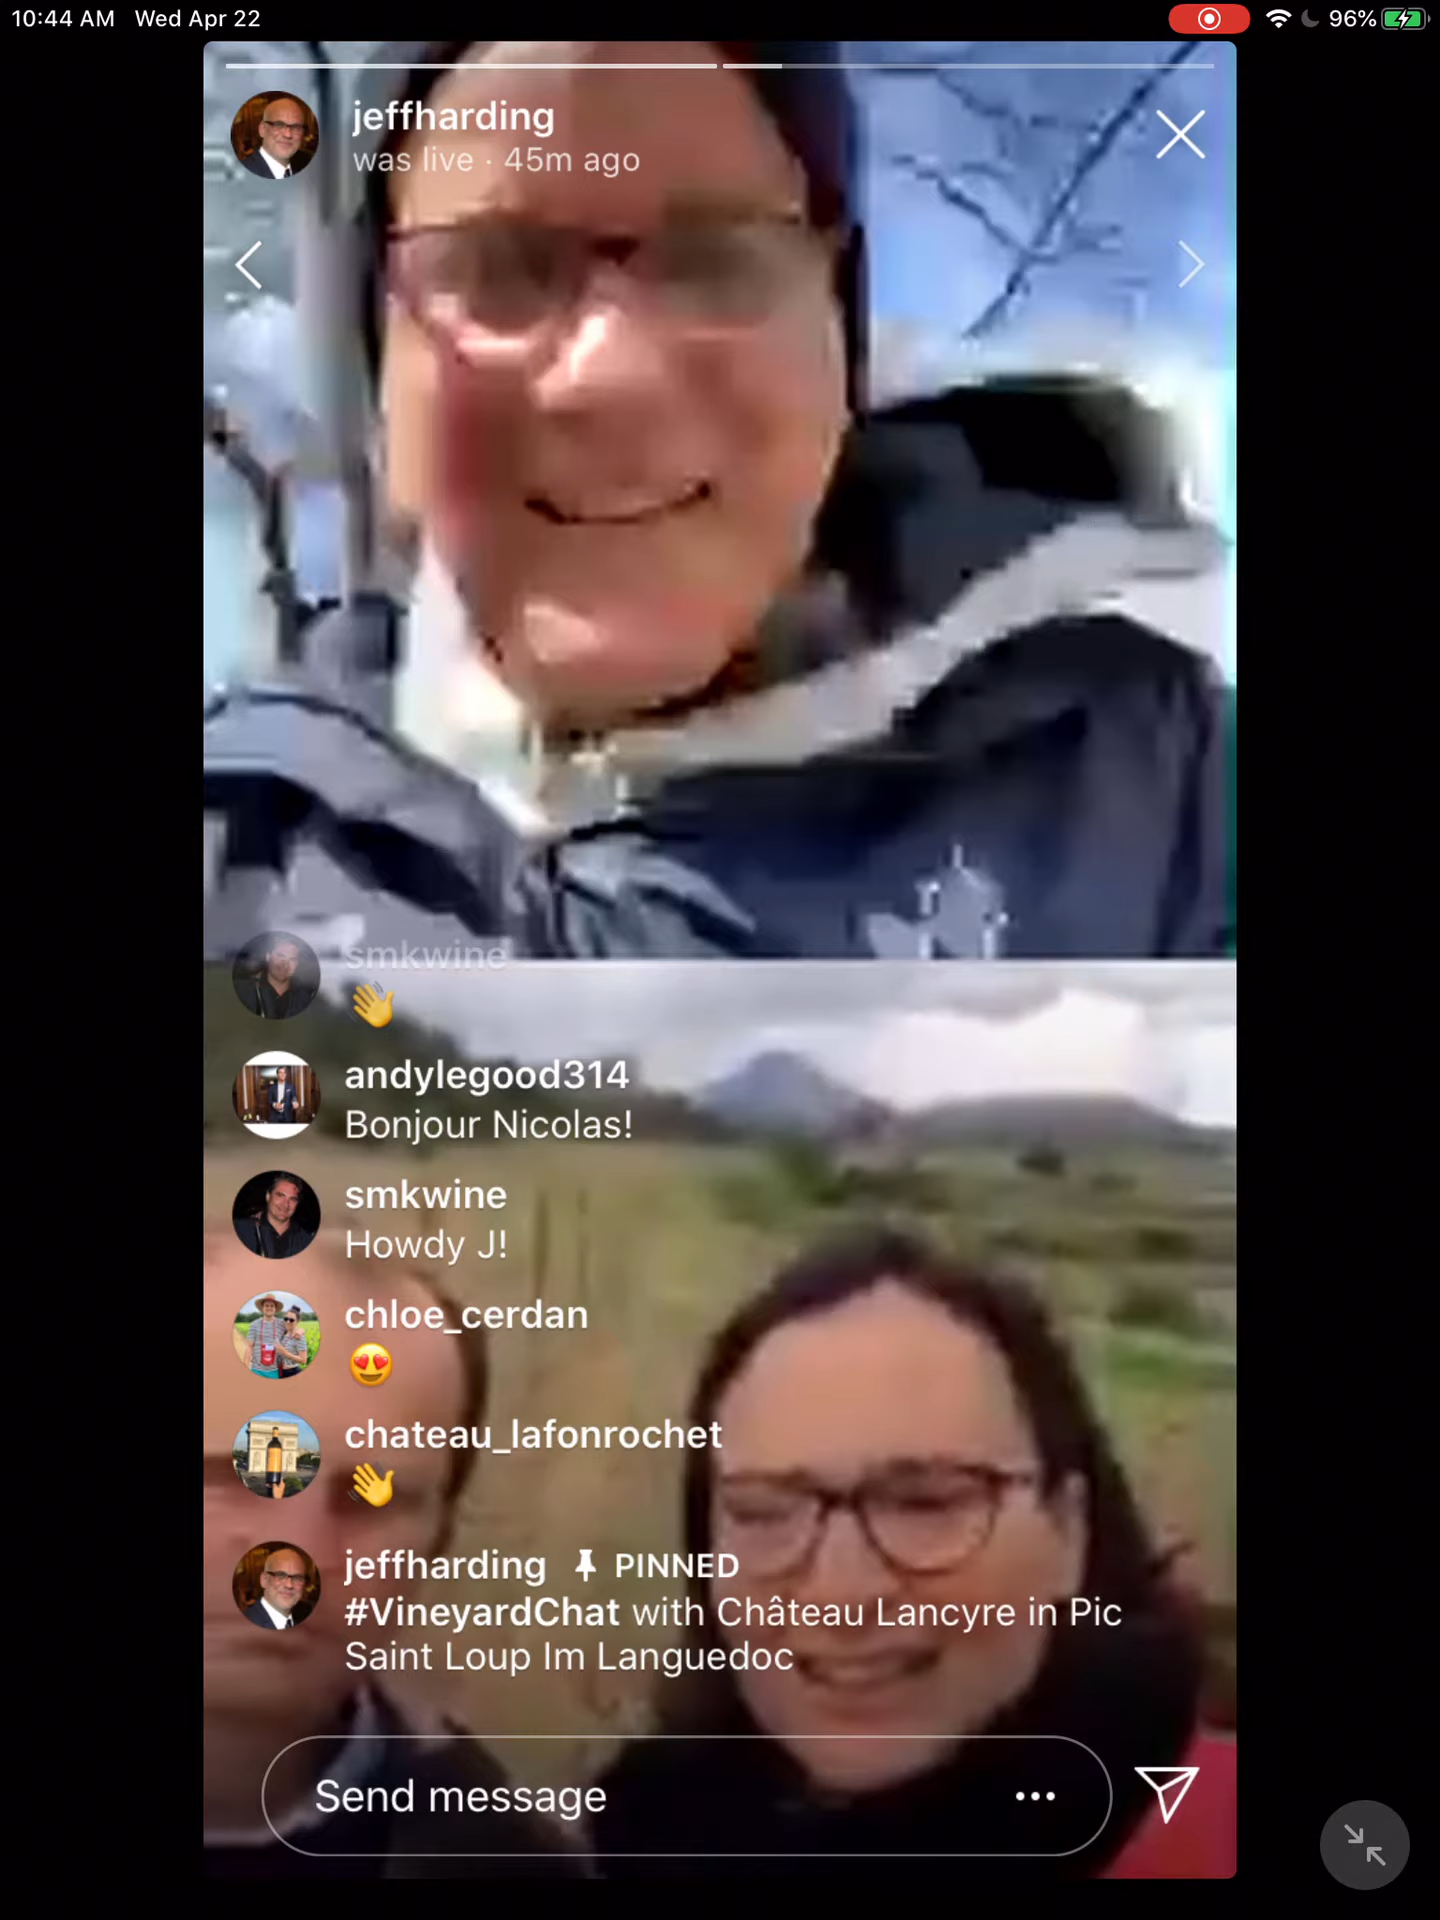 10:44 AM Wed Apr 22
96%
jeffharding
was live · 45m ago
smkwine
👋
andylegood314
Bonjour Nicolas!
smkwine
Howdy J!
chloe_cerdan
😍
chateau_lafonrochet
👋
jeffharding PINNED
#VineyardChat with Château Lancyre in Pic
Saint Loup Im Languedoc
Send message